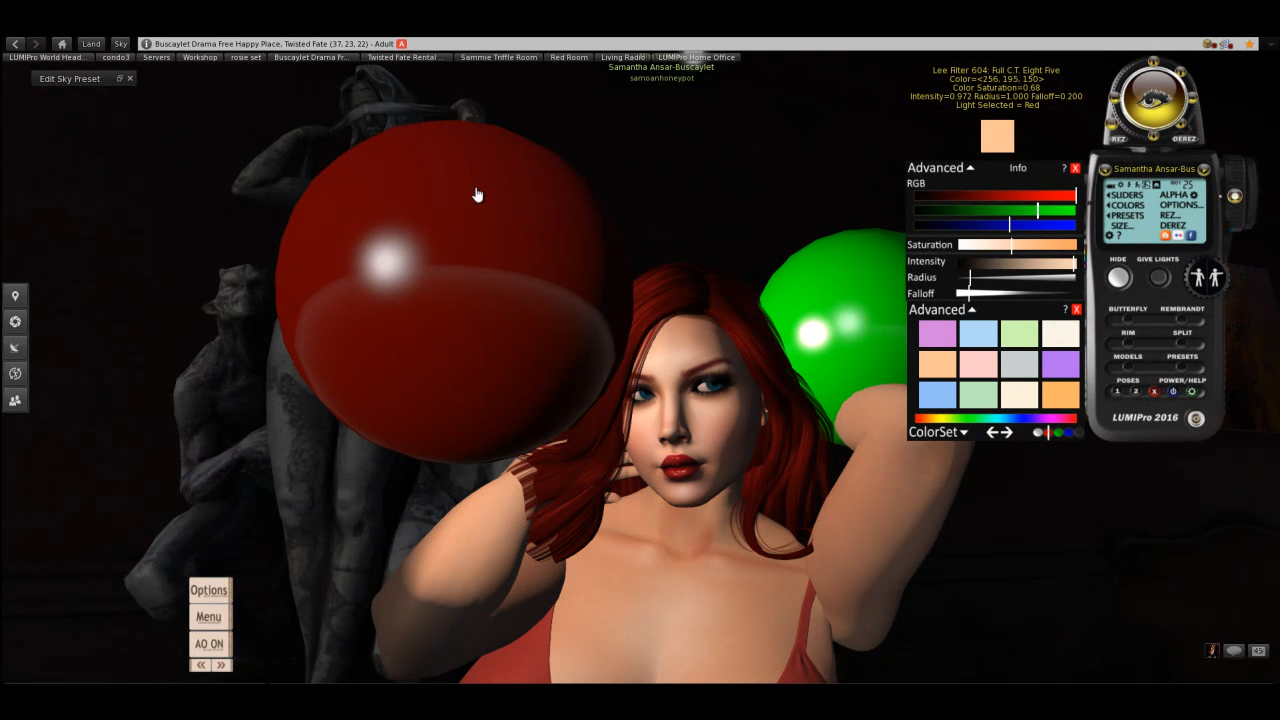 Land
Sky
Buscaylet Drama Free Happy Place, Twisted Fate (37, 23, 22) - Adult A
LUMIPro World Head...
condo3
Servers
Workshop
rosie set
Buscaylet Drama Fr...
Twisted Fate Rental ...
Sammie Triffle Room
Red Room
Living Radio
LUMIPro Home Office
Edit Sky Preset
Samantha Ansar-Buscaylet
samoanhoneypot
Lee Filter 604: Full C.T. Eight Five
Color=<256, 195, 150>
Color Saturation=0.68
Intensity=0.972 Radius=1.000 Falloff=0.200
Light Selected = Red
REZ
DEREZ
Advanced Info ? X
RGB
Saturation
Intensity
Radius
Falloff
Advanced ? X
ColorSet
Samantha Ansar-Bus
25
SLIDERS ALPHA
COLORS OPTIONS...
PRESETS REZ...
SIZE... DEREZ
?
HIDE GIVE LIGHTS
BUTTERFLY REMBRANDT
RIM SPLIT
MODELS PRESETS
POSES POWER/HELP
1 2 X
LUMIPro 2016
Options
Menu
AO ON
45